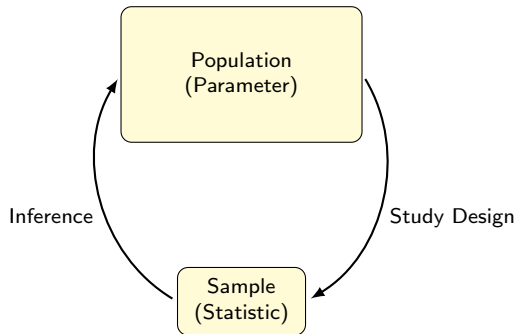 Population
(Parameter)
Inference
Study Design
Sample
(Statistic)